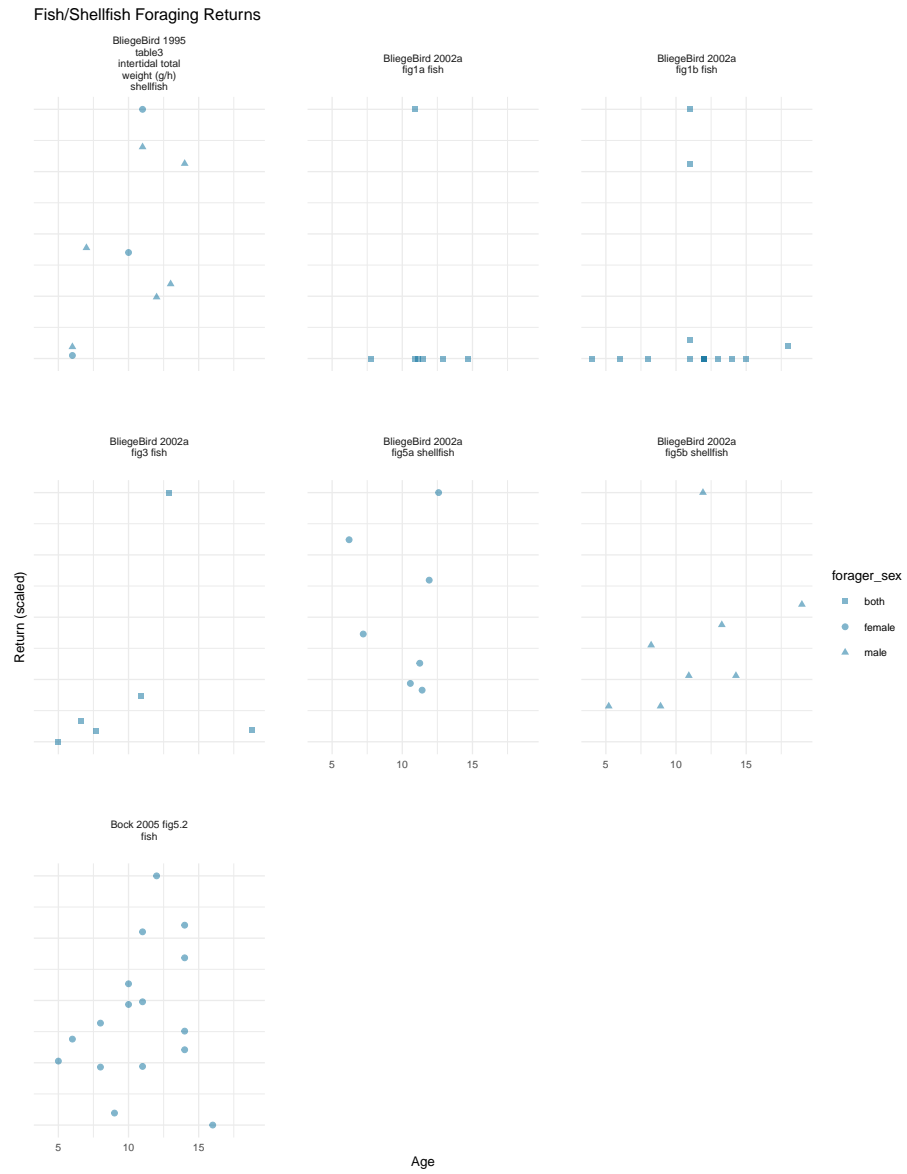 Fish/Shellfish Foraging Returns
BliegeBird 1995
table3
intertidal total
weight (g/h)
shellfish
BliegeBird 2002a
fig1a fish
BliegeBird 2002a
fig1b fish
BliegeBird 2002a
fig3 fish
BliegeBird 2002a
fig5a shellfish
BliegeBird 2002a
fig5b shellfish
Return (scaled)
forager_sex
both
female
male
5 10 15
5 10 15
Bock 2005 fig5.2
fish
5 10 15
Age